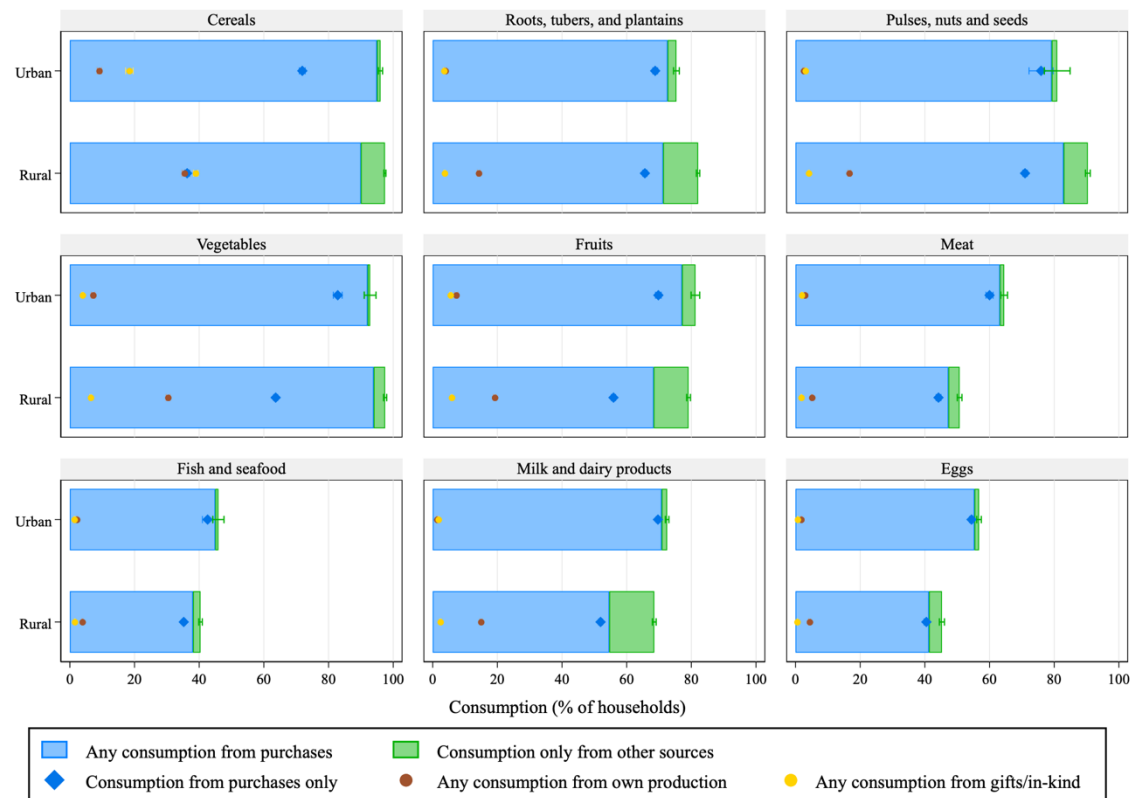 Cereals
Roots, tubers, and plantains
Pulses, nuts and seeds
Urban
Rural
Vegetables
Fruits
Meat
Urban
Rural
Fish and seafood
Milk and dairy products
Eggs
Urban
Rural
0 20 40 60 80 100 0 20 40 60 80 100 0 20 40 60 80 100
Consumption (% of households)
Any consumption from purchases
Consumption only from other sources
Consumption from purchases only
Any consumption from own production
Any consumption from gifts/in-kind